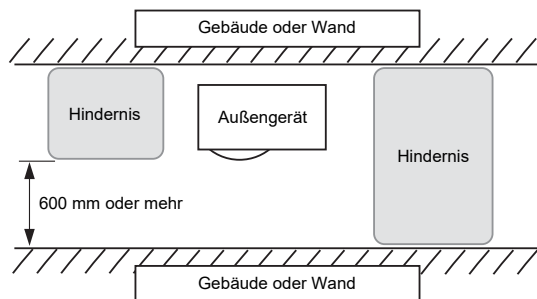 Gebäude oder Wand
Hindernis
Außengerät
Hindernis
600 mm oder mehr
Gebäude oder Wand